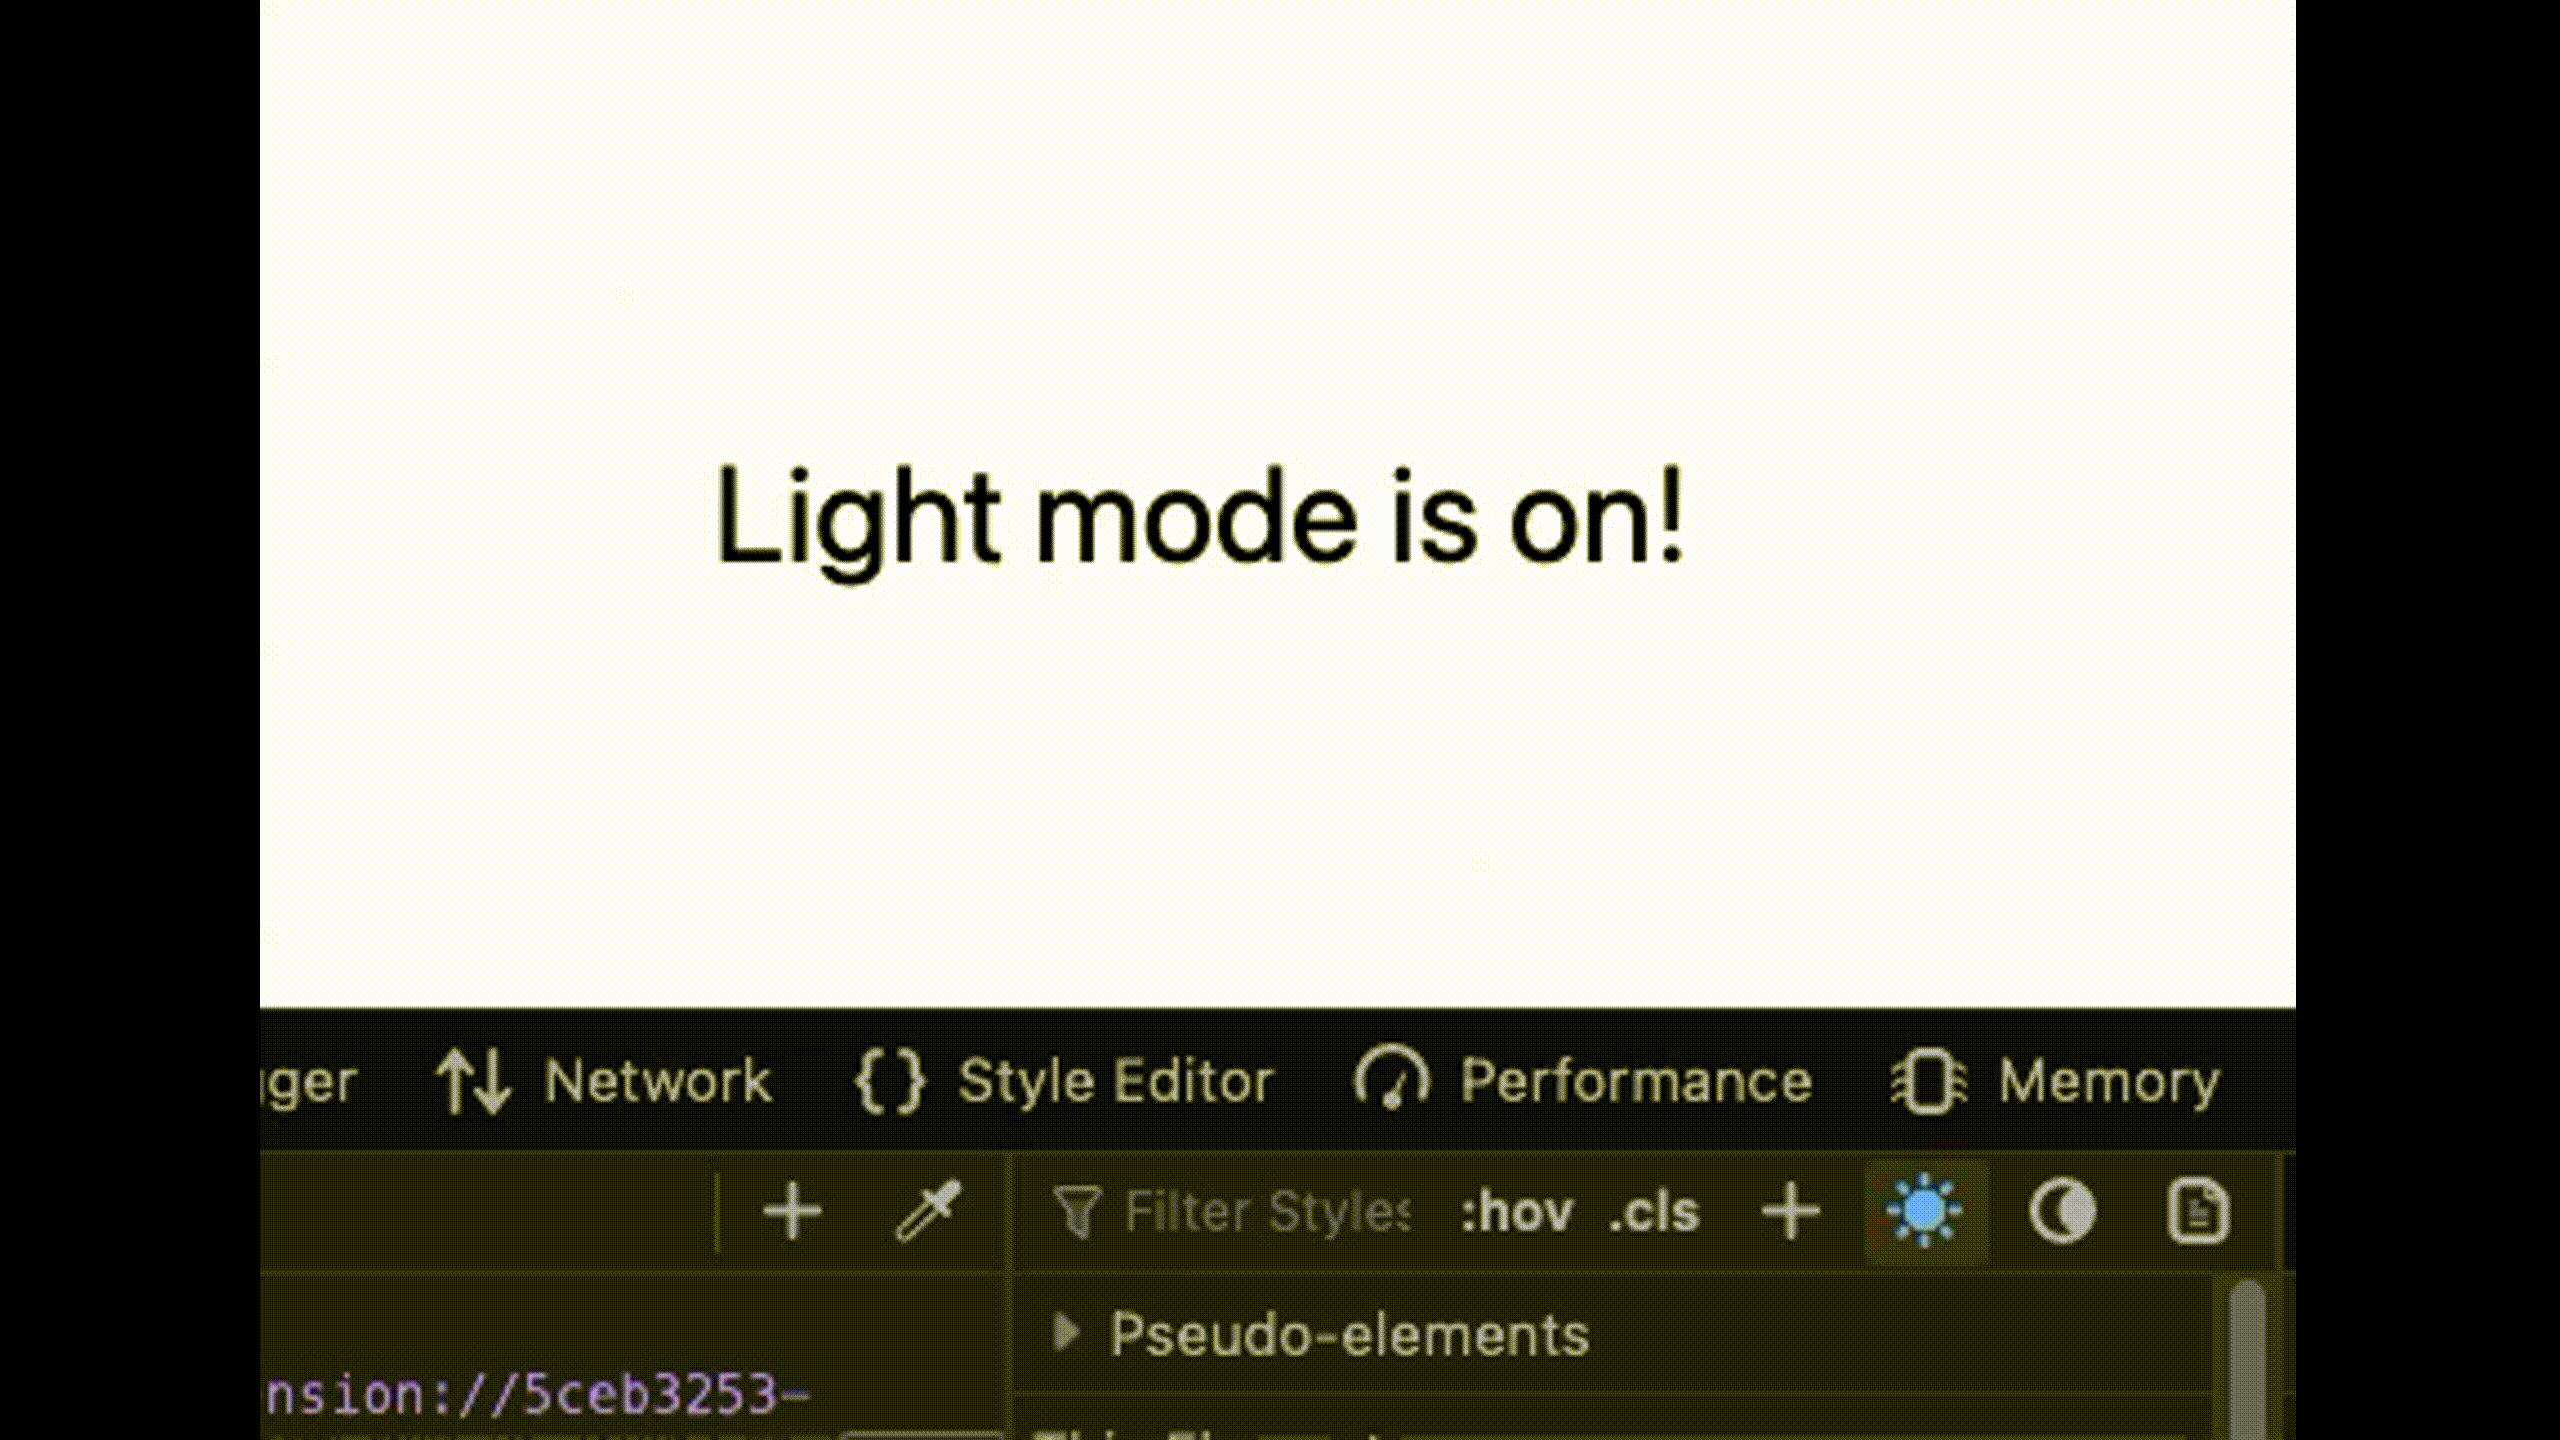 Light mode is on!
ger Network {} Style Editor Performance Memory
Filter Styles :hov .cls
Pseudo-elements
nsion://5ceb3253-